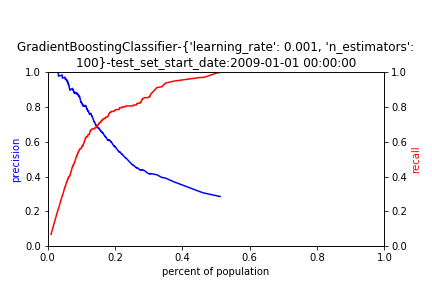 GradientBoostingClassifier-{'learning_rate': 0.001, 'n_estimators':
100}-test_set_start_date:2009-01-01 00:00:00
1.0
0.8
0.6
0.4
0.2
0.0
precision
1.0
0.8
0.6
0.4
0.2
0.0
recall
0.0 0.2 0.4 0.6 0.8 1.0
percent of population